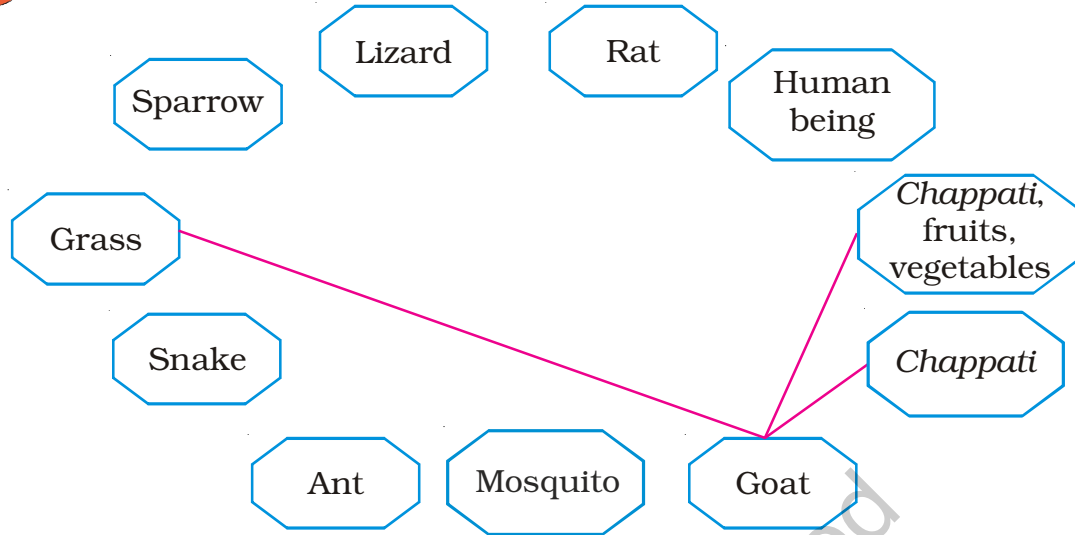 Lizard
Rat
Human
being
Sparrow
Chappati,
fruits,
vegetables
Grass
Snake
Chappati
Ant
Mosquito
Goat